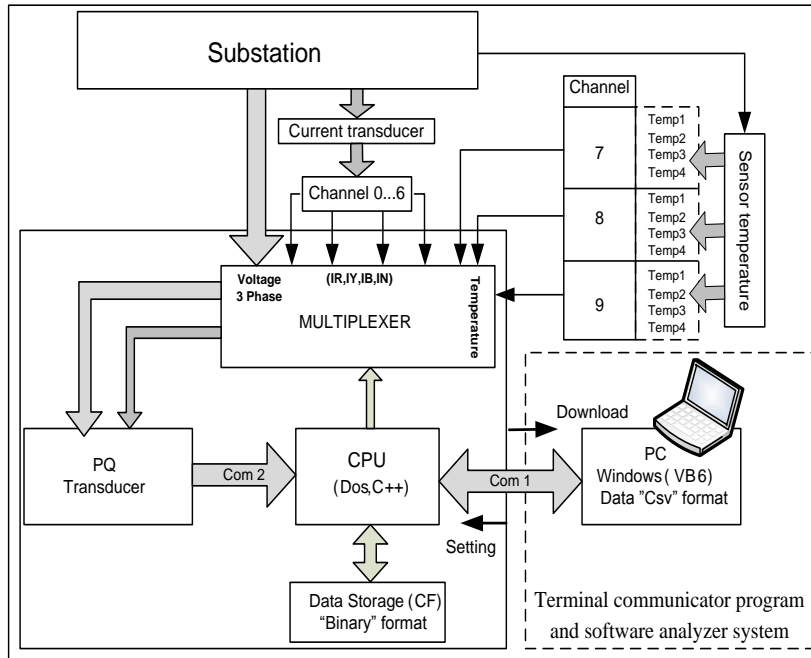 Substation
Current transducer
Channel 0...6
Channel
7
Temp1
Temp2
Temp3
Temp4
8
Temp1
Temp2
Temp3
Temp4
9
Temp1
Temp2
Temp3
Temp4
Sensor temperature
Voltage
3 Phase
(IR,IY,IB,IN)
MULTIPLEXER
Temperature
PQ
Transducer
Com 2
CPU
(Dos,C++)
Com 1
Download
Setting
PC
Windows( VB6)
Data "Csv" format
Data Storage (CF)
“Binary” format
Terminal communicator program
and software analyzer system